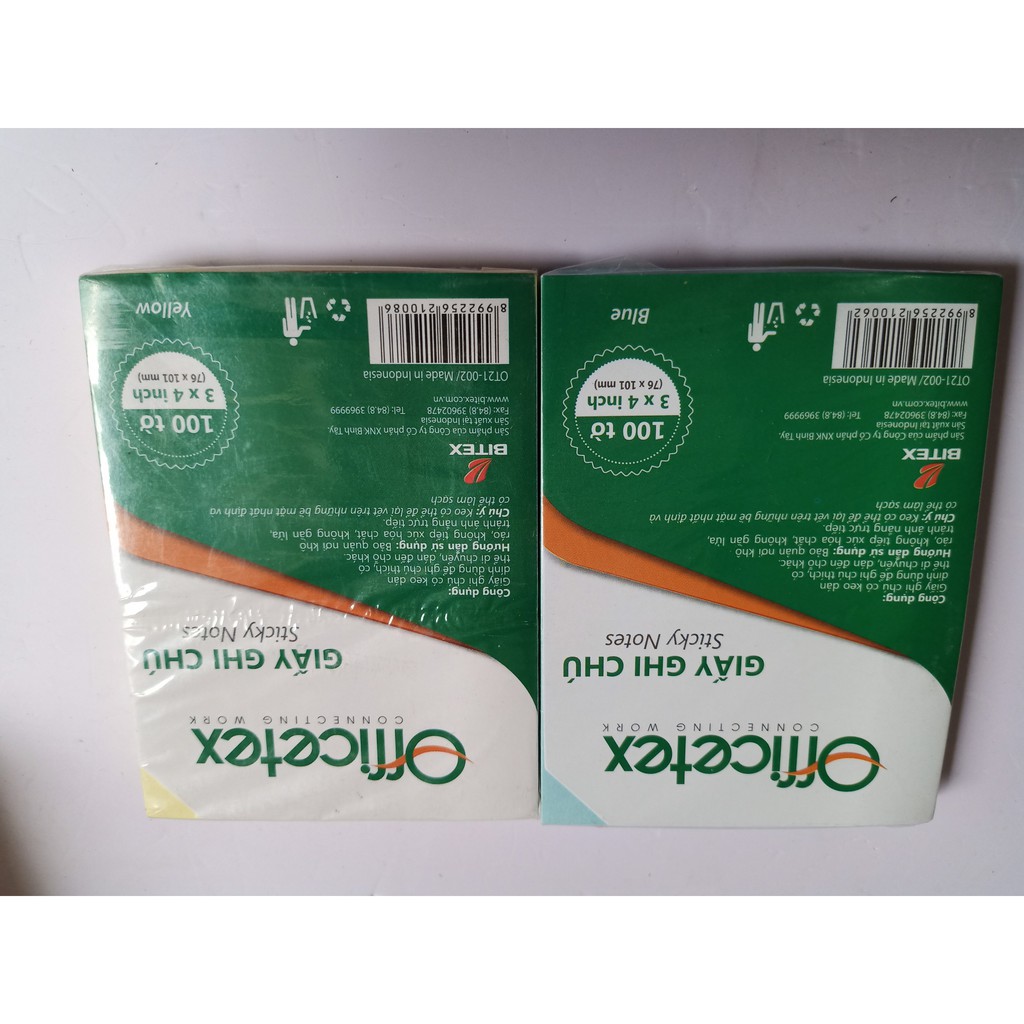 Officetex
CONNECTING WORK
GIẤY GHI CHÚ
Sticky Notes
Công dụng:
Giấy ghi chú có keo dán
dính dùng để ghi chú thích, có
thể di chuyển, dán đến chỗ khác.
Hướng dẫn sử dụng: Bảo quản nơi khô
ráo, không tiếp xúc hóa chất, không gần lửa,
tránh ánh nắng trực tiếp.
Chú ý: Keo có thể để lại vết trên những bề mặt nhất định và
có thể làm sạch
BITEX
Sản phẩm của Công ty Cổ phần XNK Bình Tây.
Sản xuất tại Indonesia
Fax: (84.8) 39602478 Tel: (84.8) 3969999
www.bitex.com.vn
OT21-002/ Made in Indonesia
8 992256 210062
100 tờ
3 x 4 inch
(76 x 101 mm)
Blue
Officetex
CONNECTING WORK
GIẤY GHI CHÚ
Sticky Notes
Công dụng:
Giấy ghi chú có keo dán
dính dùng để ghi chú thích, có
thể di chuyển, dán đến chỗ khác.
Hướng dẫn sử dụng: Bảo quản nơi khô
ráo, không tiếp xúc hóa chất, không gần lửa,
tránh ánh nắng trực tiếp.
Chú ý: Keo có thể để lại vết trên những bề mặt nhất định và
có thể làm sạch
BITEX
Sản phẩm của Công ty Cổ phần XNK Bình Tây.
Sản xuất tại Indonesia
Fax: (84.8) 39602478 Tel: (84.8) 3969999
www.bitex.com.vn
OT21-002/ Made in Indonesia
8 992256 210086
100 tờ
3 x 4 inch
(76 x 101 mm)
Yellow